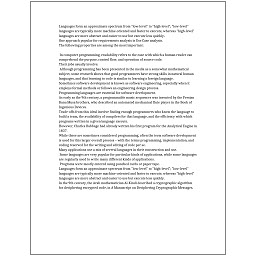 Languages form an approximate spectrum from "low-level" to "high-level"; "low-level"
languages are typically more machine-oriented and faster to execute, whereas "high-level"
languages are more abstract and easier to use but execute less quickly.
One approach popular for requirements analysis is Use Case analysis.
The following properties are among the most important:
In computer programming, readability refers to the ease with which a human reader can
comprehend the purpose, control flow, and operation of source code.
There title usually involve:
Although programming has been presented in the media as a somewhat mathematical
subject, some research shows that good programmers have strong skills in natural human
languages, and that learning to code is similar to learning a foreign language.
Sometimes software development is known as software engineering, especially when it
employs formal methods or follows an engineering design process.
Programming languages are essential for software development.
As early as the 9th century, a programmable music sequencer was invented by the Persian
Banu Musa brothers, who described an automated mechanical flute player in the Book of
Ingenious Devices.
Trade-offs from this ideal involve finding enough programmers who know the language to
build a team, the availability of compilers for that language, and the efficiency with which
programs written in a given language execute.
However, Charles Babbage had already written his first program for the Analytical Engine in
1837.
While these are sometimes considered programming, often the term software development
is used for this larger overall process – with the terms programming, implementation, and
coding reserved for the writing and editing of code per se.
Many applications use a mix of several languages in their construction and use.
Some languages are very popular for particular kinds of applications, while some languages
are regularly used to write many different kinds of applications.
Programs were mostly entered using punched cards or paper tape.
Languages form an approximate spectrum from "low-level" to "high-level"; "low-level"
languages are typically more machine-oriented and faster to execute, whereas "high-level"
languages are more abstract and easier to use but execute less quickly.
In the 9th century, the Arab mathematician Al-Kindi described a cryptographic algorithm
for deciphering encrypted code, in A Manuscript on Deciphering Cryptographic Messages.